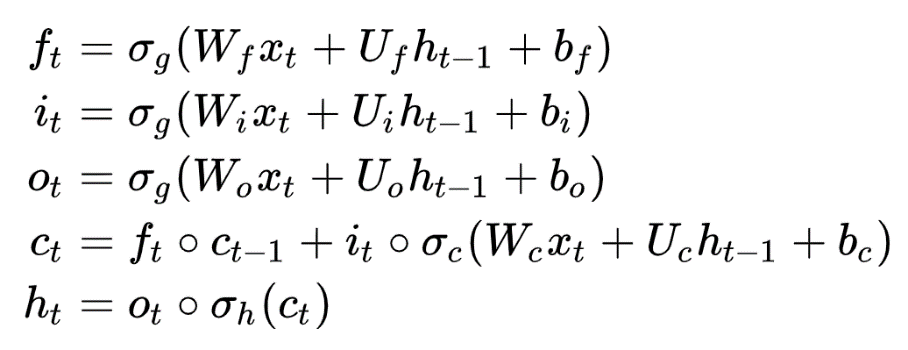 f_t = σ_g(W_f x_t + U_f h_{t−1} + b_f)
i_t = σ_g(W_i x_t + U_i h_{t−1} + b_i)
o_t = σ_g(W_o x_t + U_o h_{t−1} + b_o)
c_t = f_t ∘ c_{t−1} + i_t ∘ σ_c(W_c x_t + U_c h_{t−1} + b_c)
h_t = o_t ∘ σ_h(c_t)